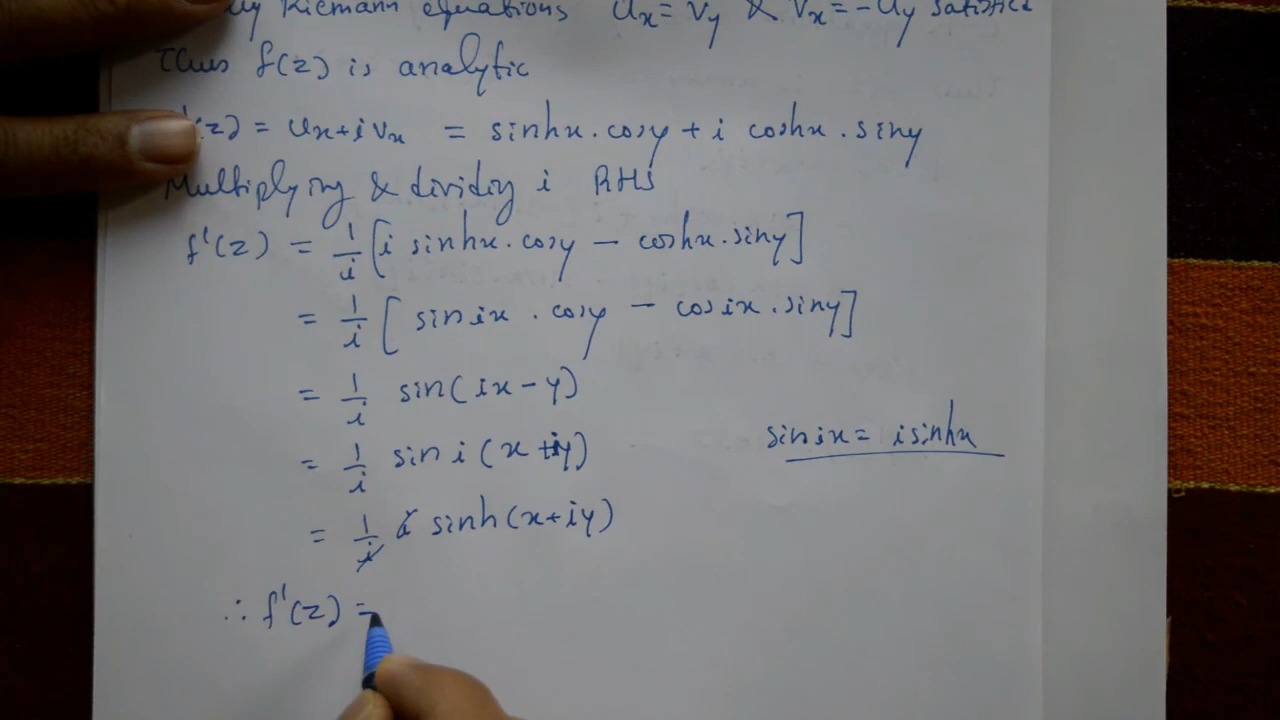 Riemann equations Ux = Vy & Vx = -Uy satisfied
Thus f(z) is analytic
f'(z) = Ux + i Vx = sinhx . cosy + i coshx . siny
Multiplying & dividing i RHS
f'(z) = 1/i [i sinhx . cosy - coshx . siny]
= 1/i [sin ix . cosy - cos ix . siny]
= 1/i sin(ix - y)
= 1/i sin i (x + iy)
sin ix = i sinhx
= 1/i i sinh(x + iy)
∴ f'(z) =